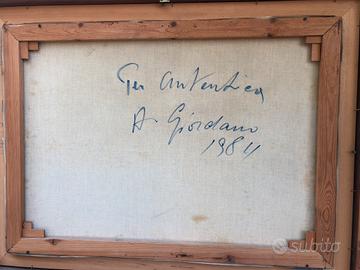 Per autentica
A. Giordano
1984
subito